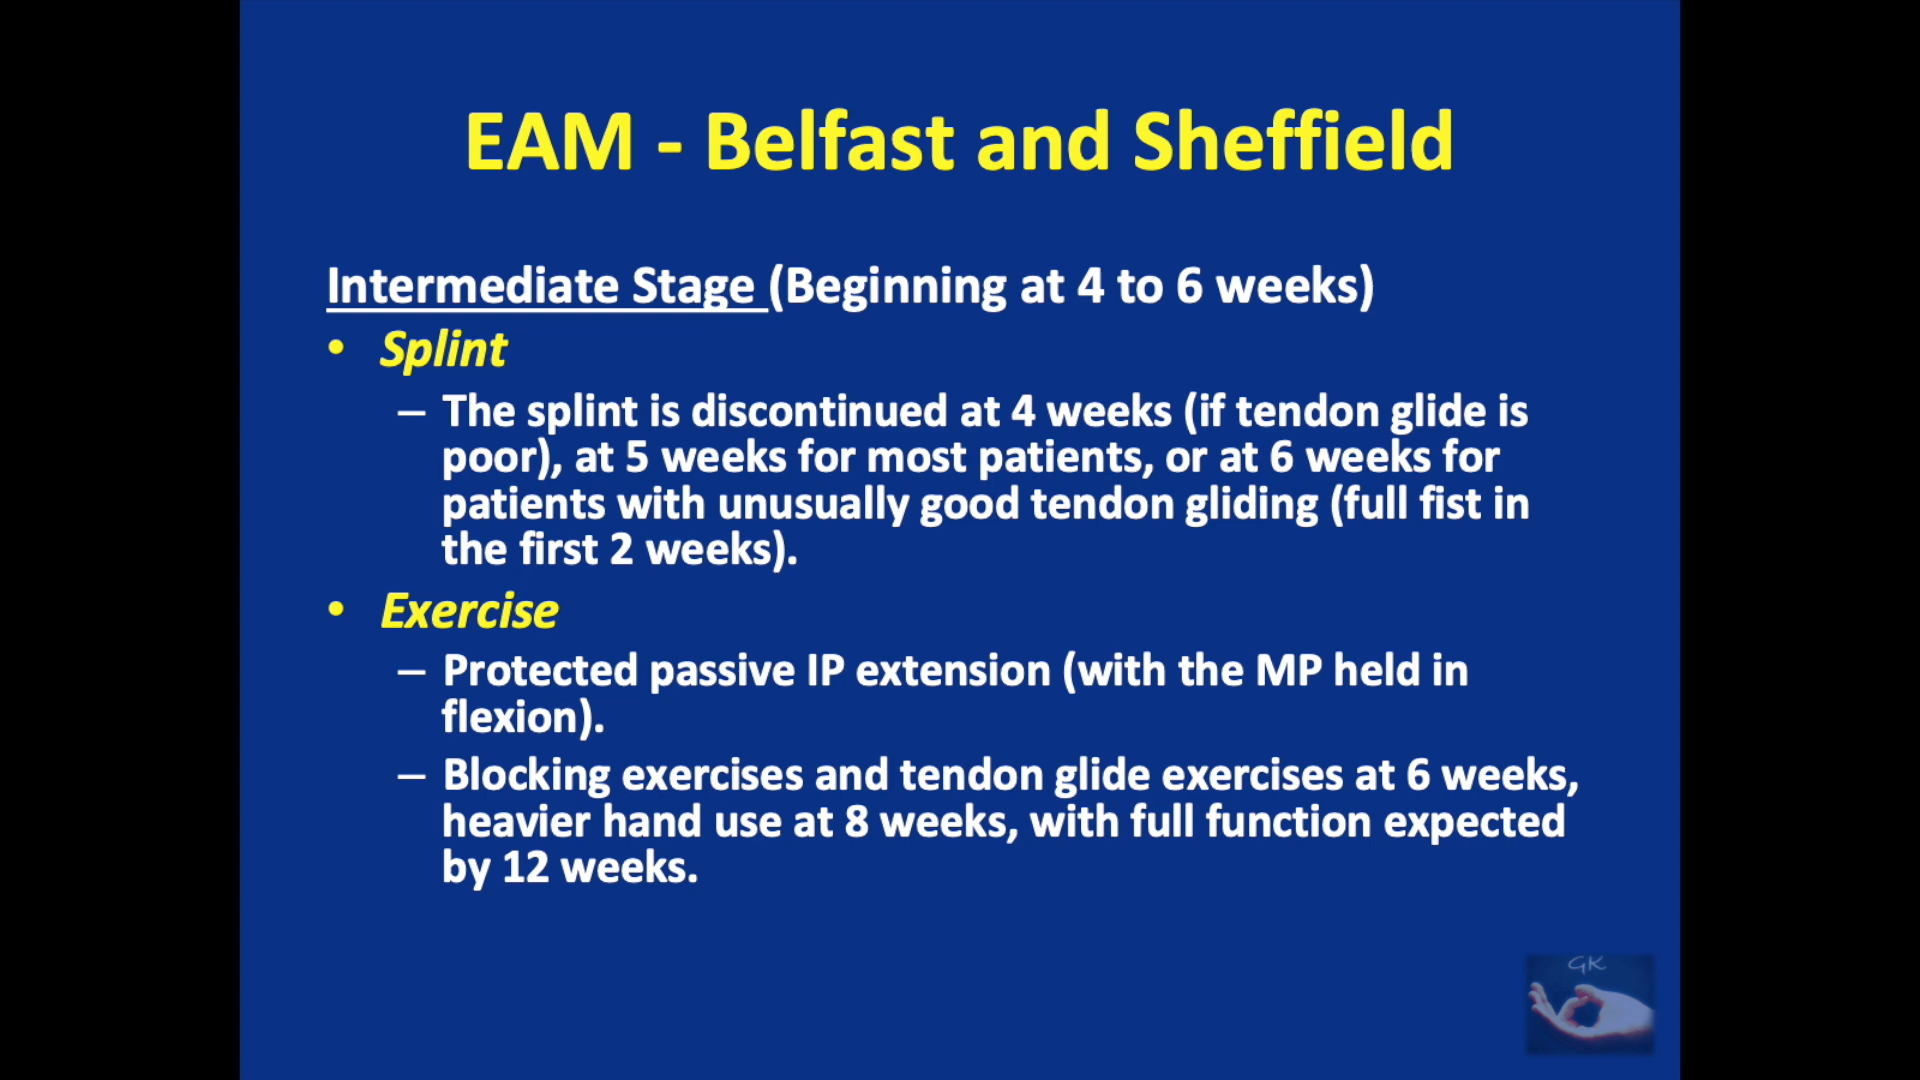 EAM - Belfast and Sheffield
Intermediate Stage (Beginning at 4 to 6 weeks)
• Splint
– The splint is discontinued at 4 weeks (if tendon glide is
poor), at 5 weeks for most patients, or at 6 weeks for
patients with unusually good tendon gliding (full fist in
the first 2 weeks).
• Exercise
– Protected passive IP extension (with the MP held in
flexion).
– Blocking exercises and tendon glide exercises at 6 weeks,
heavier hand use at 8 weeks, with full function expected
by 12 weeks.
GK